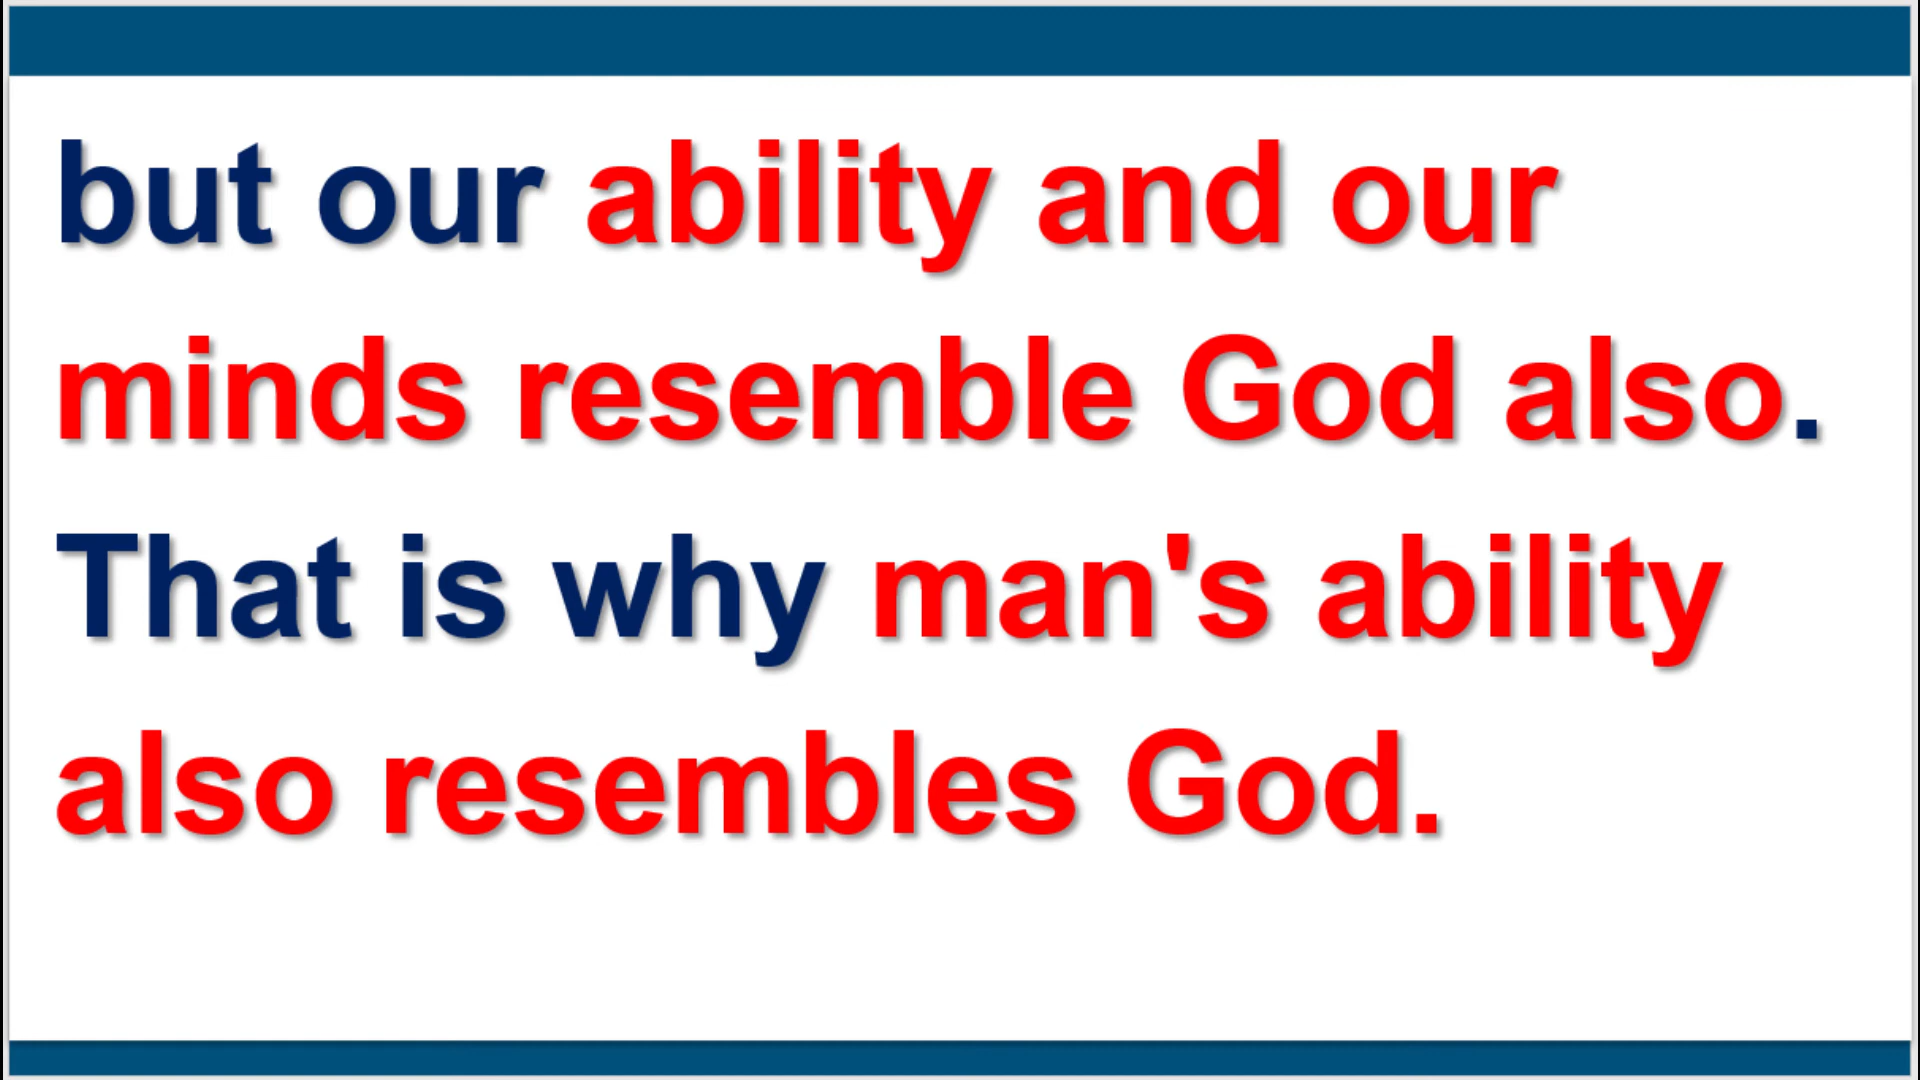 but our ability and our
minds resemble God also.
That is why man's ability
also resembles God.